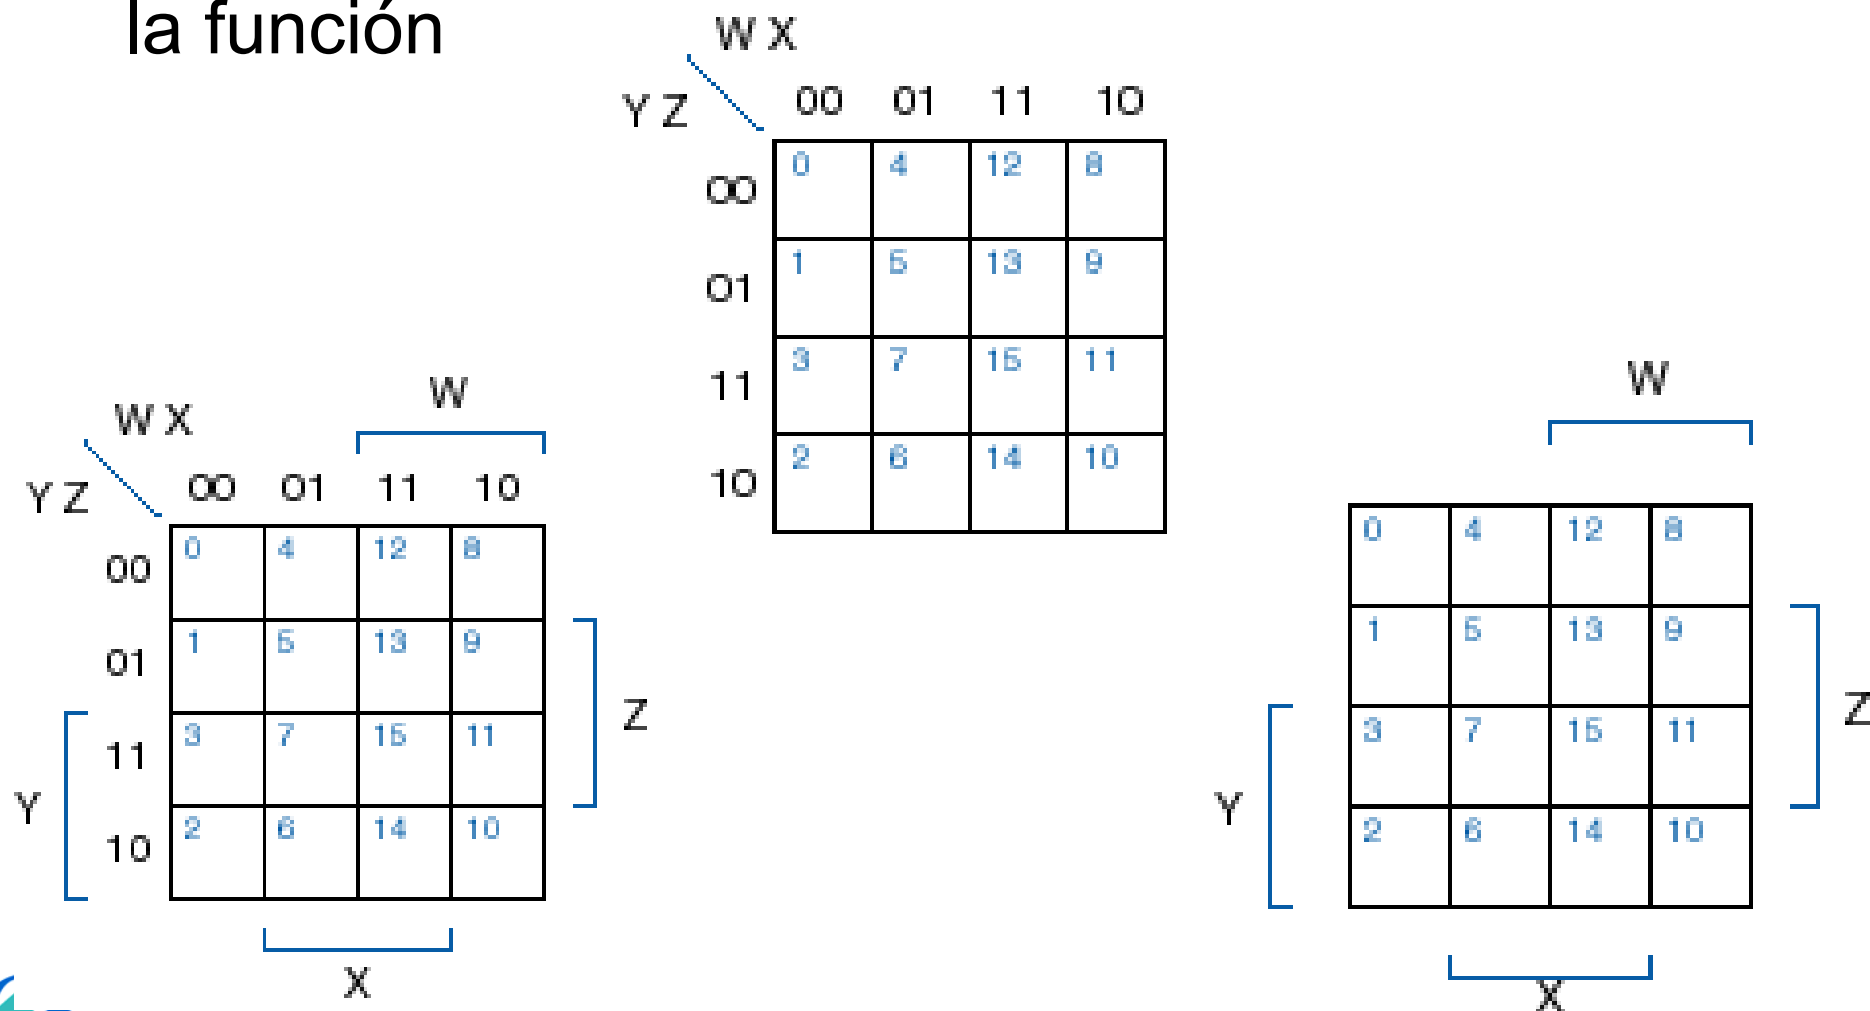 la función
W X
Y Z
00 01 11 10
00 0 4 12 8
01 1 5 13 9
11 3 7 15 11
10 2 6 14 10
W
W X
Y Z
00 01 11 10
00 0 4 12 8
01 1 5 13 9
Z
11 3 7 15 11
Y
10 2 6 14 10
X
W
0 4 12 8
1 5 13 9
Z
3 7 15 11
Y
2 6 14 10
X